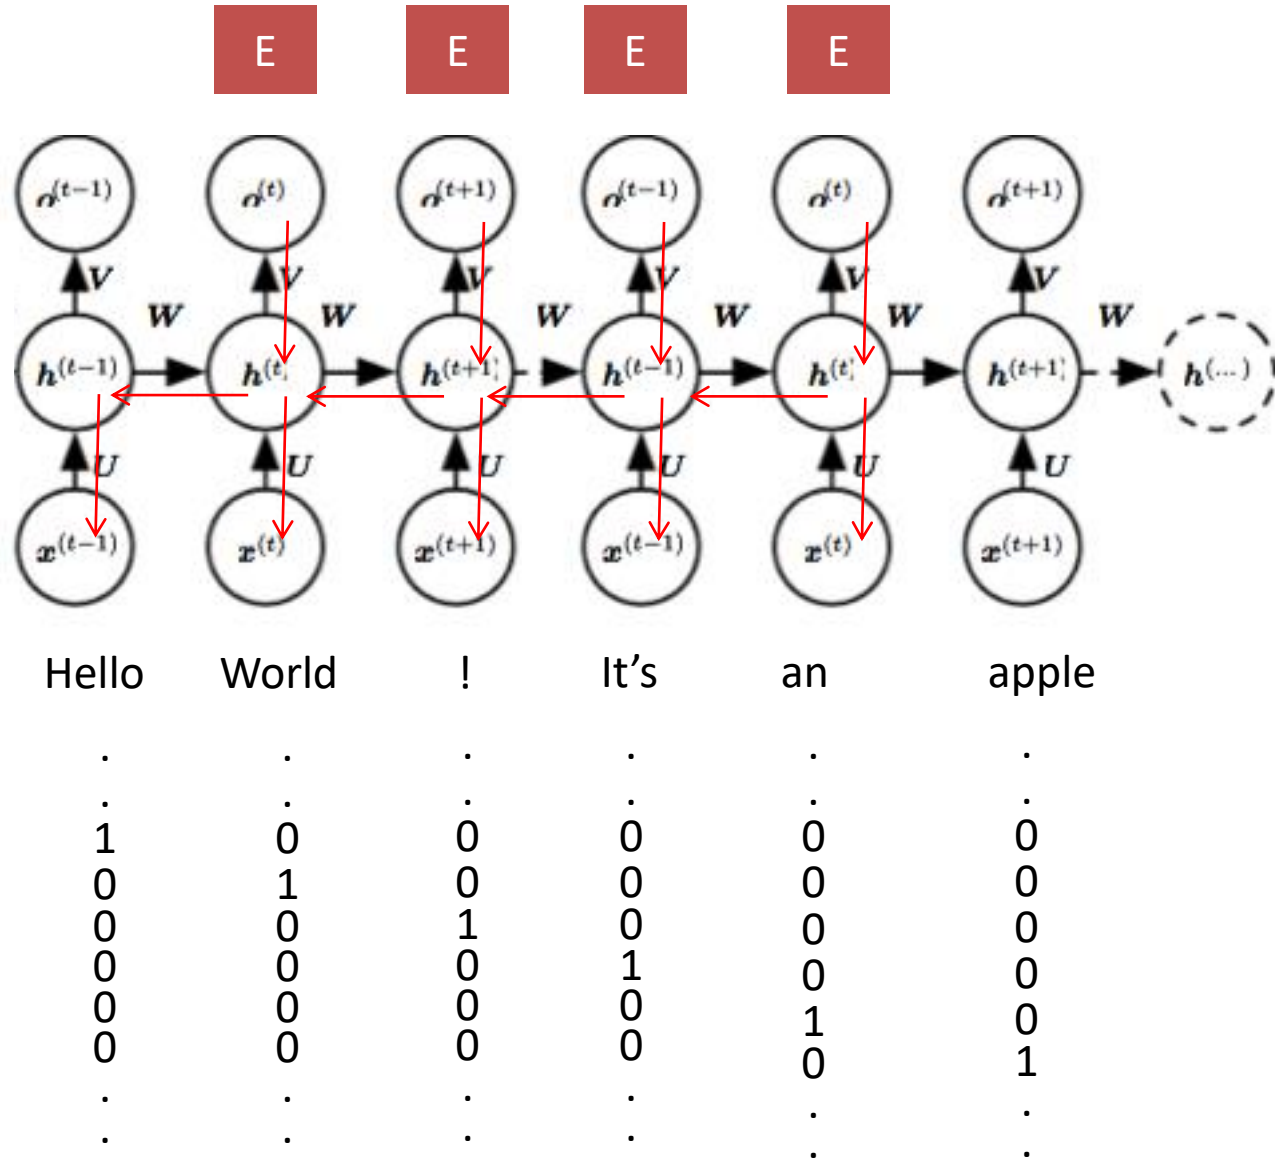 E E E E
o(t−1) o(t) o(t+1) o(t−1) o(t) o(t+1)
V V V V V V
W W W W W W
h(t−1) h(t) h(t+1) h(t−1) h(t) h(t+1) h(...)
U U U U U U
x(t−1) x(t) x(t+1) x(t−1) x(t) x(t+1)
Hello World ! It’s an apple
. . . . . .
. . . . . .
1 0 0 0 0 0
0 1 0 0 0 0
0 0 1 0 0 0
0 0 0 1 0 0
0 0 0 0 1 0
0 0 0 0 0 1
. . . . . .
. . . . . .